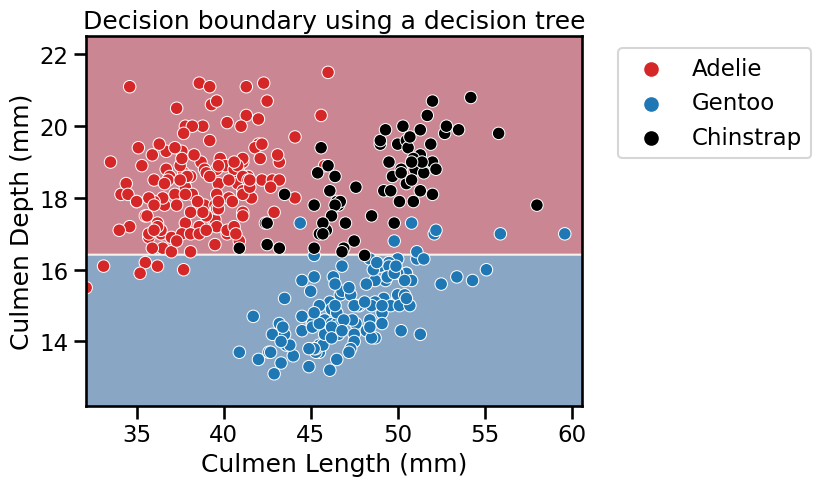 Decision boundary using a decision tree
Adelie
Gentoo
Chinstrap
Culmen Depth (mm)
22
20
18
16
14
35 40 45 50 55 60
Culmen Length (mm)